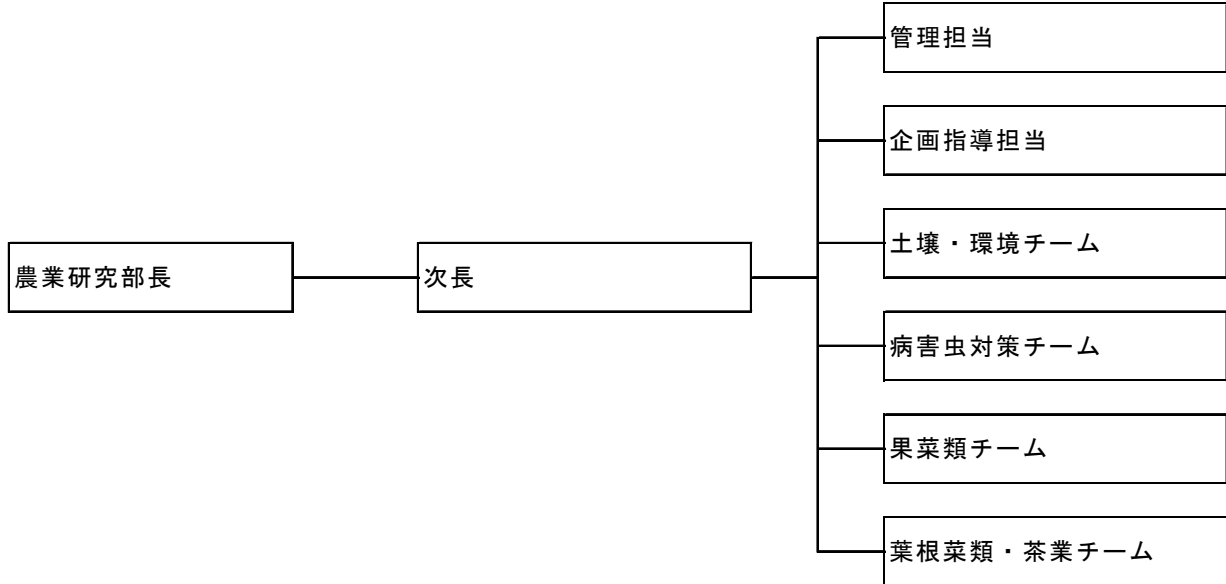 農業研究部長
次長
管理担当
企画指導担当
土壌・環境チーム
病害虫対策チーム
果菜類チーム
葉根菜類・茶業チーム